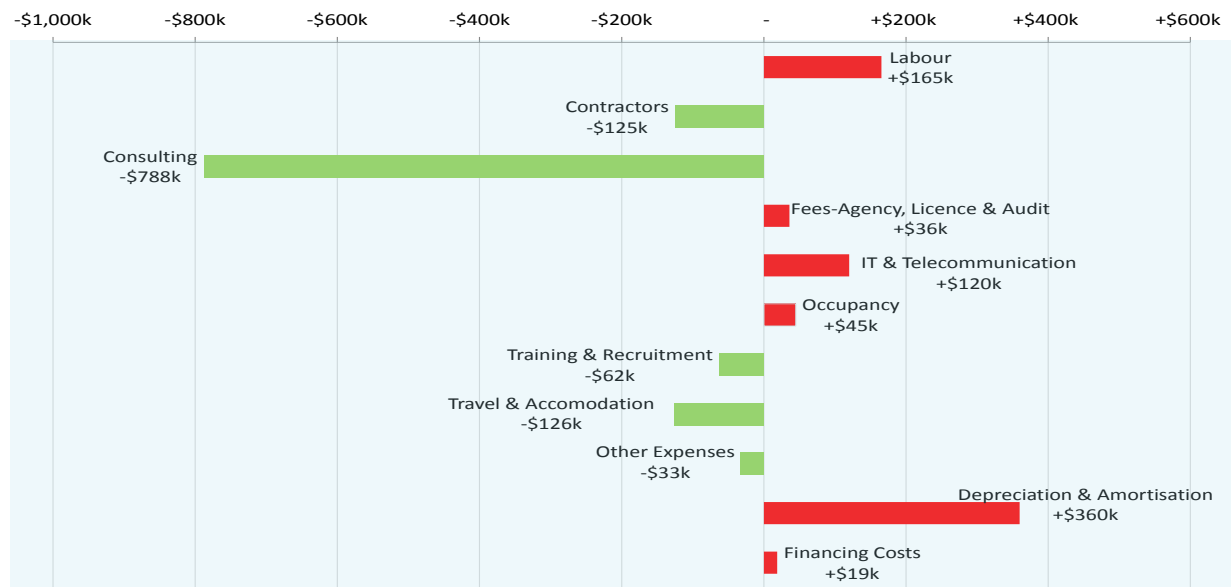 -$1,000k -$800k -$600k -$400k -$200k - +$200k +$400k +$600k
Labour
+$165k
Contractors
-$125k
Consulting
-$788k
Fees-Agency, Licence & Audit
+$36k
IT & Telecommunication
+$120k
Occupancy
+$45k
Training & Recruitment
-$62k
Travel & Accomodation
-$126k
Other Expenses
-$33k
Depreciation & Amortisation
+$360k
Financing Costs
+$19k